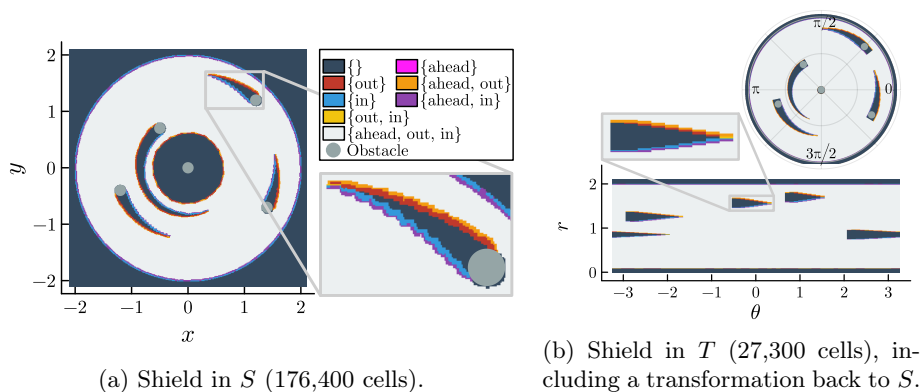 2
1
0
−1
−2
y
−2
−1
0
1
2
x
{}
{out}
{in}
{out, in}
{ahead, out, in}
Obstacle
{ahead}
{ahead, out}
{ahead, in}
(a) Shield in S (176,400 cells).
π/2
π
0
3π/2
2
1
0
r
-3
-2
-1
0
1
2
3
θ
(b) Shield in T (27,300 cells), in-
cluding a transformation back to S.